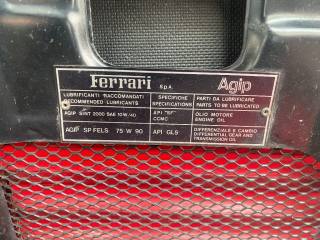 Ferrari S.p.A. Agip
LUBRIFICANTI RACCOMANDATI SPECIFICHE PARTI DA LUBRIFICARE
RECOMMENDED LUBRICANTS SPECIFICATIONS PARTS TO BE LUBRICATED
AGIP SINT 2000 SAE 10W/40 API "SF" OLIO MOTORE
CCMC ENGINE OIL
AGIP SP FELS 75 W 90 API GL5 DIFFERENZIALE E CAMBIO
DIFFERENTIAL GEAR AND
TRANSMISSION OIL